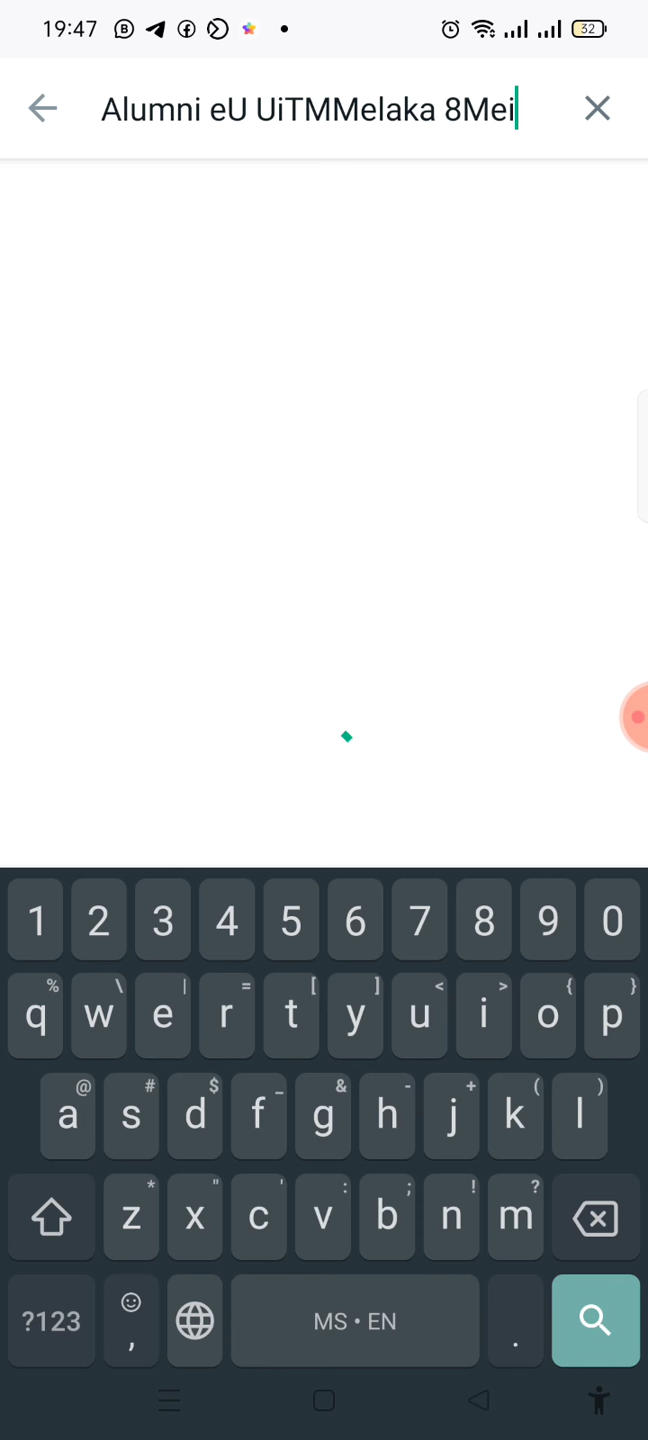 19:47 32
Alumni eU UiTMMelaka 8Mei
1 2 3 4 5 6 7 8 9 0
% \ | = [ ] < > { }
q w e r t y u i o p
@ # $ _ & - + ( )
a s d f g h j k l
* " ' : ; ! ?
z x c v b n m
?123 , MS • EN .